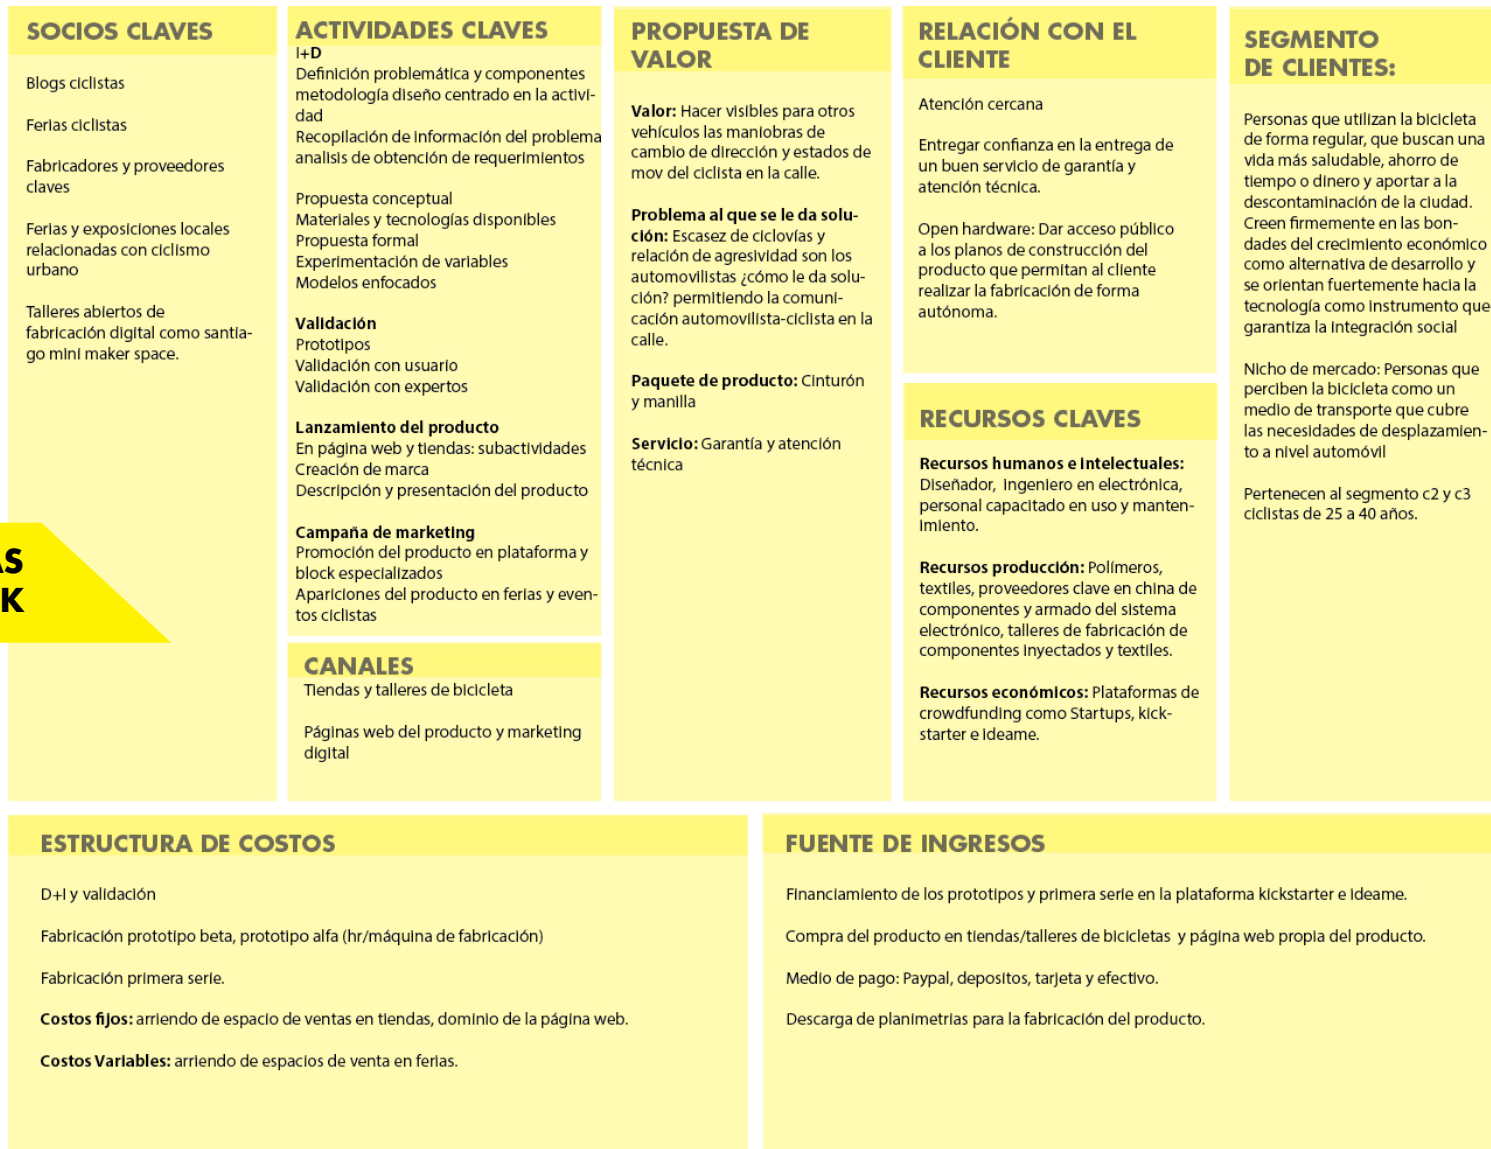 SOCIOS CLAVES
Blogs ciclistas
Ferias ciclistas
Fabricadores y proveedores
claves
Ferias y exposiciones locales
relacionadas con ciclismo
urbano
Talleres abiertos de
fabricación digital como santia-
go mini maker space.
AS
K
ACTIVIDADES CLAVES
I+D
Definición problemática y componentes
metodología diseño centrado en la activi-
dad
Recopilación de información del problema
analisis de obtención de requerimientos
Propuesta conceptual
Materiales y tecnologías disponibles
Propuesta formal
Experimentación de variables
Modelos enfocados
Validación
Prototipos
Validación con usuario
Validación con expertos
Lanzamiento del producto
En página web y tiendas: subactividades
Creación de marca
Descripción y presentación del producto
Campaña de marketing
Promoción del producto en plataforma y
block especializados
Apariciones del producto en ferias y even-
tos ciclistas
CANALES
Tiendas y talleres de bicicleta
Páginas web del producto y marketing
digital
PROPUESTA DE
VALOR
Valor: Hacer visibles para otros
vehículos las maniobras de
cambio de dirección y estados de
mov del ciclista en la calle.
Problema al que se le da solu-
ción: Escasez de ciclovías y
relación de agresividad son los
automovilistas ¿cómo le da solu-
ción? permitiendo la comuni-
cación automovilista-ciclista en la
calle.
Paquete de producto: Cinturón
y manilla
Servicio: Garantía y atención
técnica
RELACIÓN CON EL
CLIENTE
Atención cercana
Entregar confianza en la entrega de
un buen servicio de garantía y
atención técnica.
Open hardware: Dar acceso público
a los planos de construcción del
producto que permitan al cliente
realizar la fabricación de forma
autónoma.
RECURSOS CLAVES
Recursos humanos e intelectuales:
Diseñador, ingeniero en electrónica,
personal capacitado en uso y manten-
imiento.
Recursos producción: Polímeros,
textiles, proveedores clave en china de
componentes y armado del sistema
electrónico, talleres de fabricación de
componentes inyectados y textiles.
Recursos económicos: Plataformas de
crowdfunding como Startups, kick-
starter e ideame.
SEGMENTO
DE CLIENTES:
Personas que utilizan la bicicleta
de forma regular, que buscan una
vida más saludable, ahorro de
tiempo o dinero y aportar a la
descontaminación de la ciudad.
Creen firmemente en las bon-
dades del crecimiento económico
como alternativa de desarrollo y
se orientan fuertemente hacia la
tecnología como instrumento que
garantiza la integración social
Nicho de mercado: Personas que
perciben la bicicleta como un
medio de transporte que cubre
las necesidades de desplazamien-
to a nivel automóvil
Pertenecen al segmento c2 y c3
ciclistas de 25 a 40 años.
ESTRUCTURA DE COSTOS
D+I y validación
Fabricación prototipo beta, prototipo alfa (hr/máquina de fabricación)
Fabricación primera serie.
Costos fijos: arriendo de espacio de ventas en tiendas, dominio de la página web.
Costos Variables: arriendo de espacios de venta en ferias.
FUENTE DE INGRESOS
Financiamiento de los prototipos y primera serie en la plataforma kickstarter e ideame.
Compra del producto en tiendas/talleres de bicicletas y página web propia del producto.
Medio de pago: Paypal, depositos, tarjeta y efectivo.
Descarga de planimetrias para la fabricación del producto.